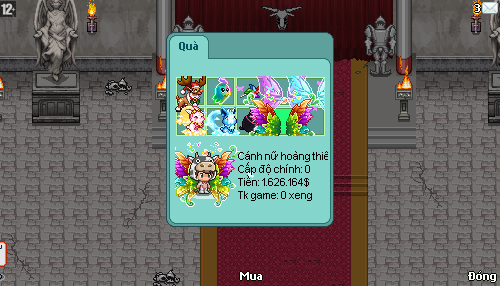 12
3
Quà
Cánh nữ hoàng thiê
Cấp độ chính: 0
Tiền: 1.626.164$
Tk game: 0 xeng
Mua
Đóng